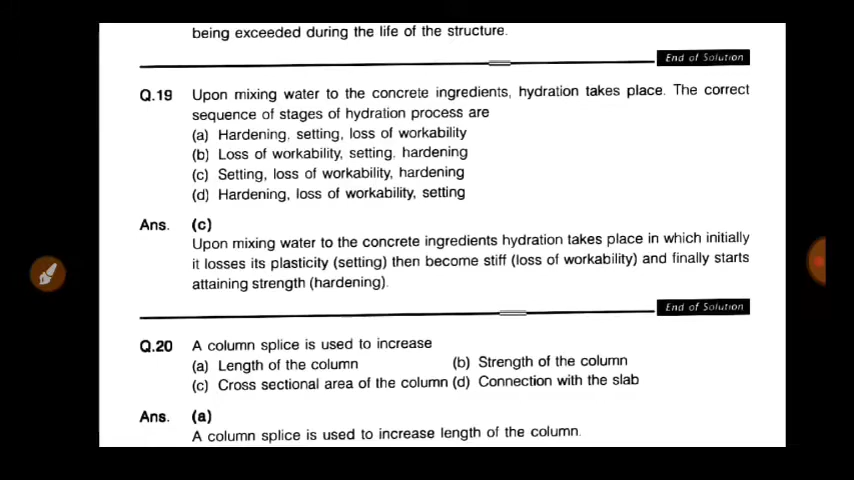 being exceeded during the life of the structure.
End of Solution
Q.19 Upon mixing water to the concrete ingredients, hydration takes place. The correct
sequence of stages of hydration process are
(a) Hardening, setting, loss of workability
(b) Loss of workability, setting, hardening
(c) Setting, loss of workability, hardening
(d) Hardening, loss of workability, setting
Ans. (c)
Upon mixing water to the concrete ingredients hydration takes place in which initially
it losses its plasticity (setting) then become stiff (loss of workability) and finally starts
attaining strength (hardening).
End of Solution
Q.20 A column splice is used to increase
(a) Length of the column (b) Strength of the column
(c) Cross sectional area of the column (d) Connection with the slab
Ans. (a)
A column splice is used to increase length of the column.